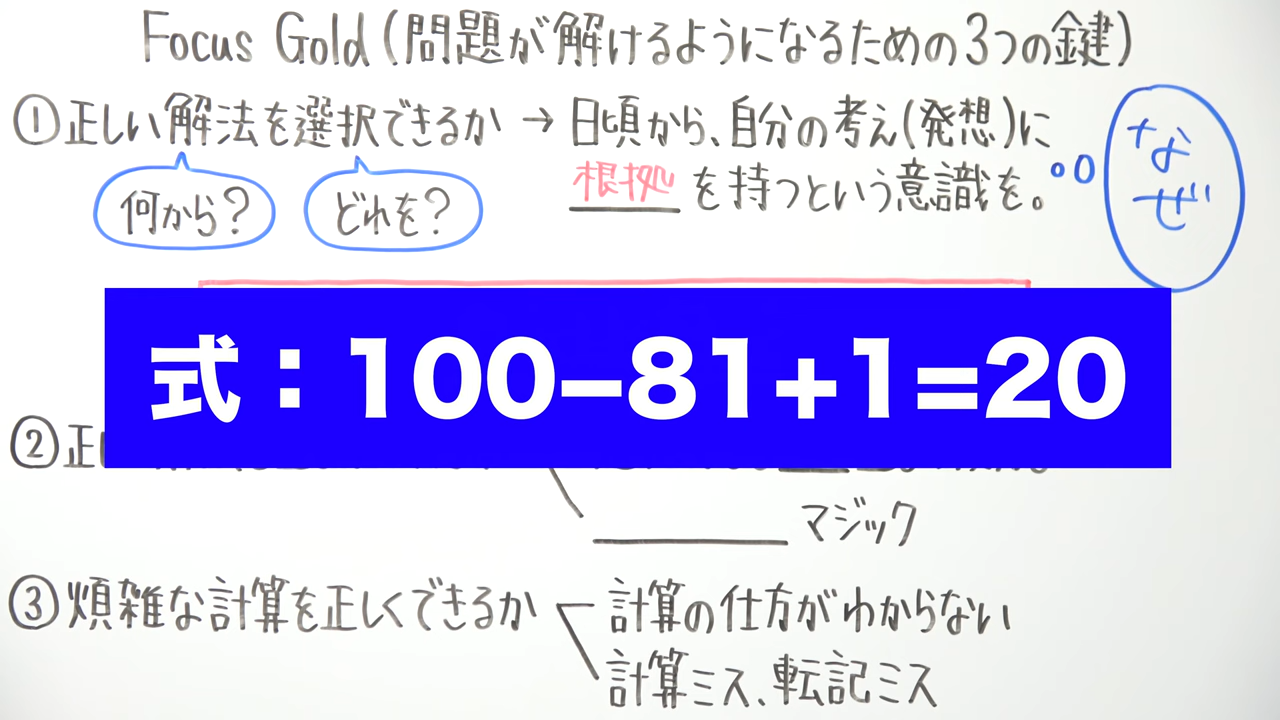 Focus Gold(問題が解けるようになるための3つの鍵)
①正しい解法を選択できるか → 日頃から、自分の考え(発想)に
根拠を持つという意識を。
何から?
どれを?
なぜ
式：100−81+1=20
②正
マジック
③煩雑な計算を正しくできるか
計算の仕方がわからない
計算ミス、転記ミス